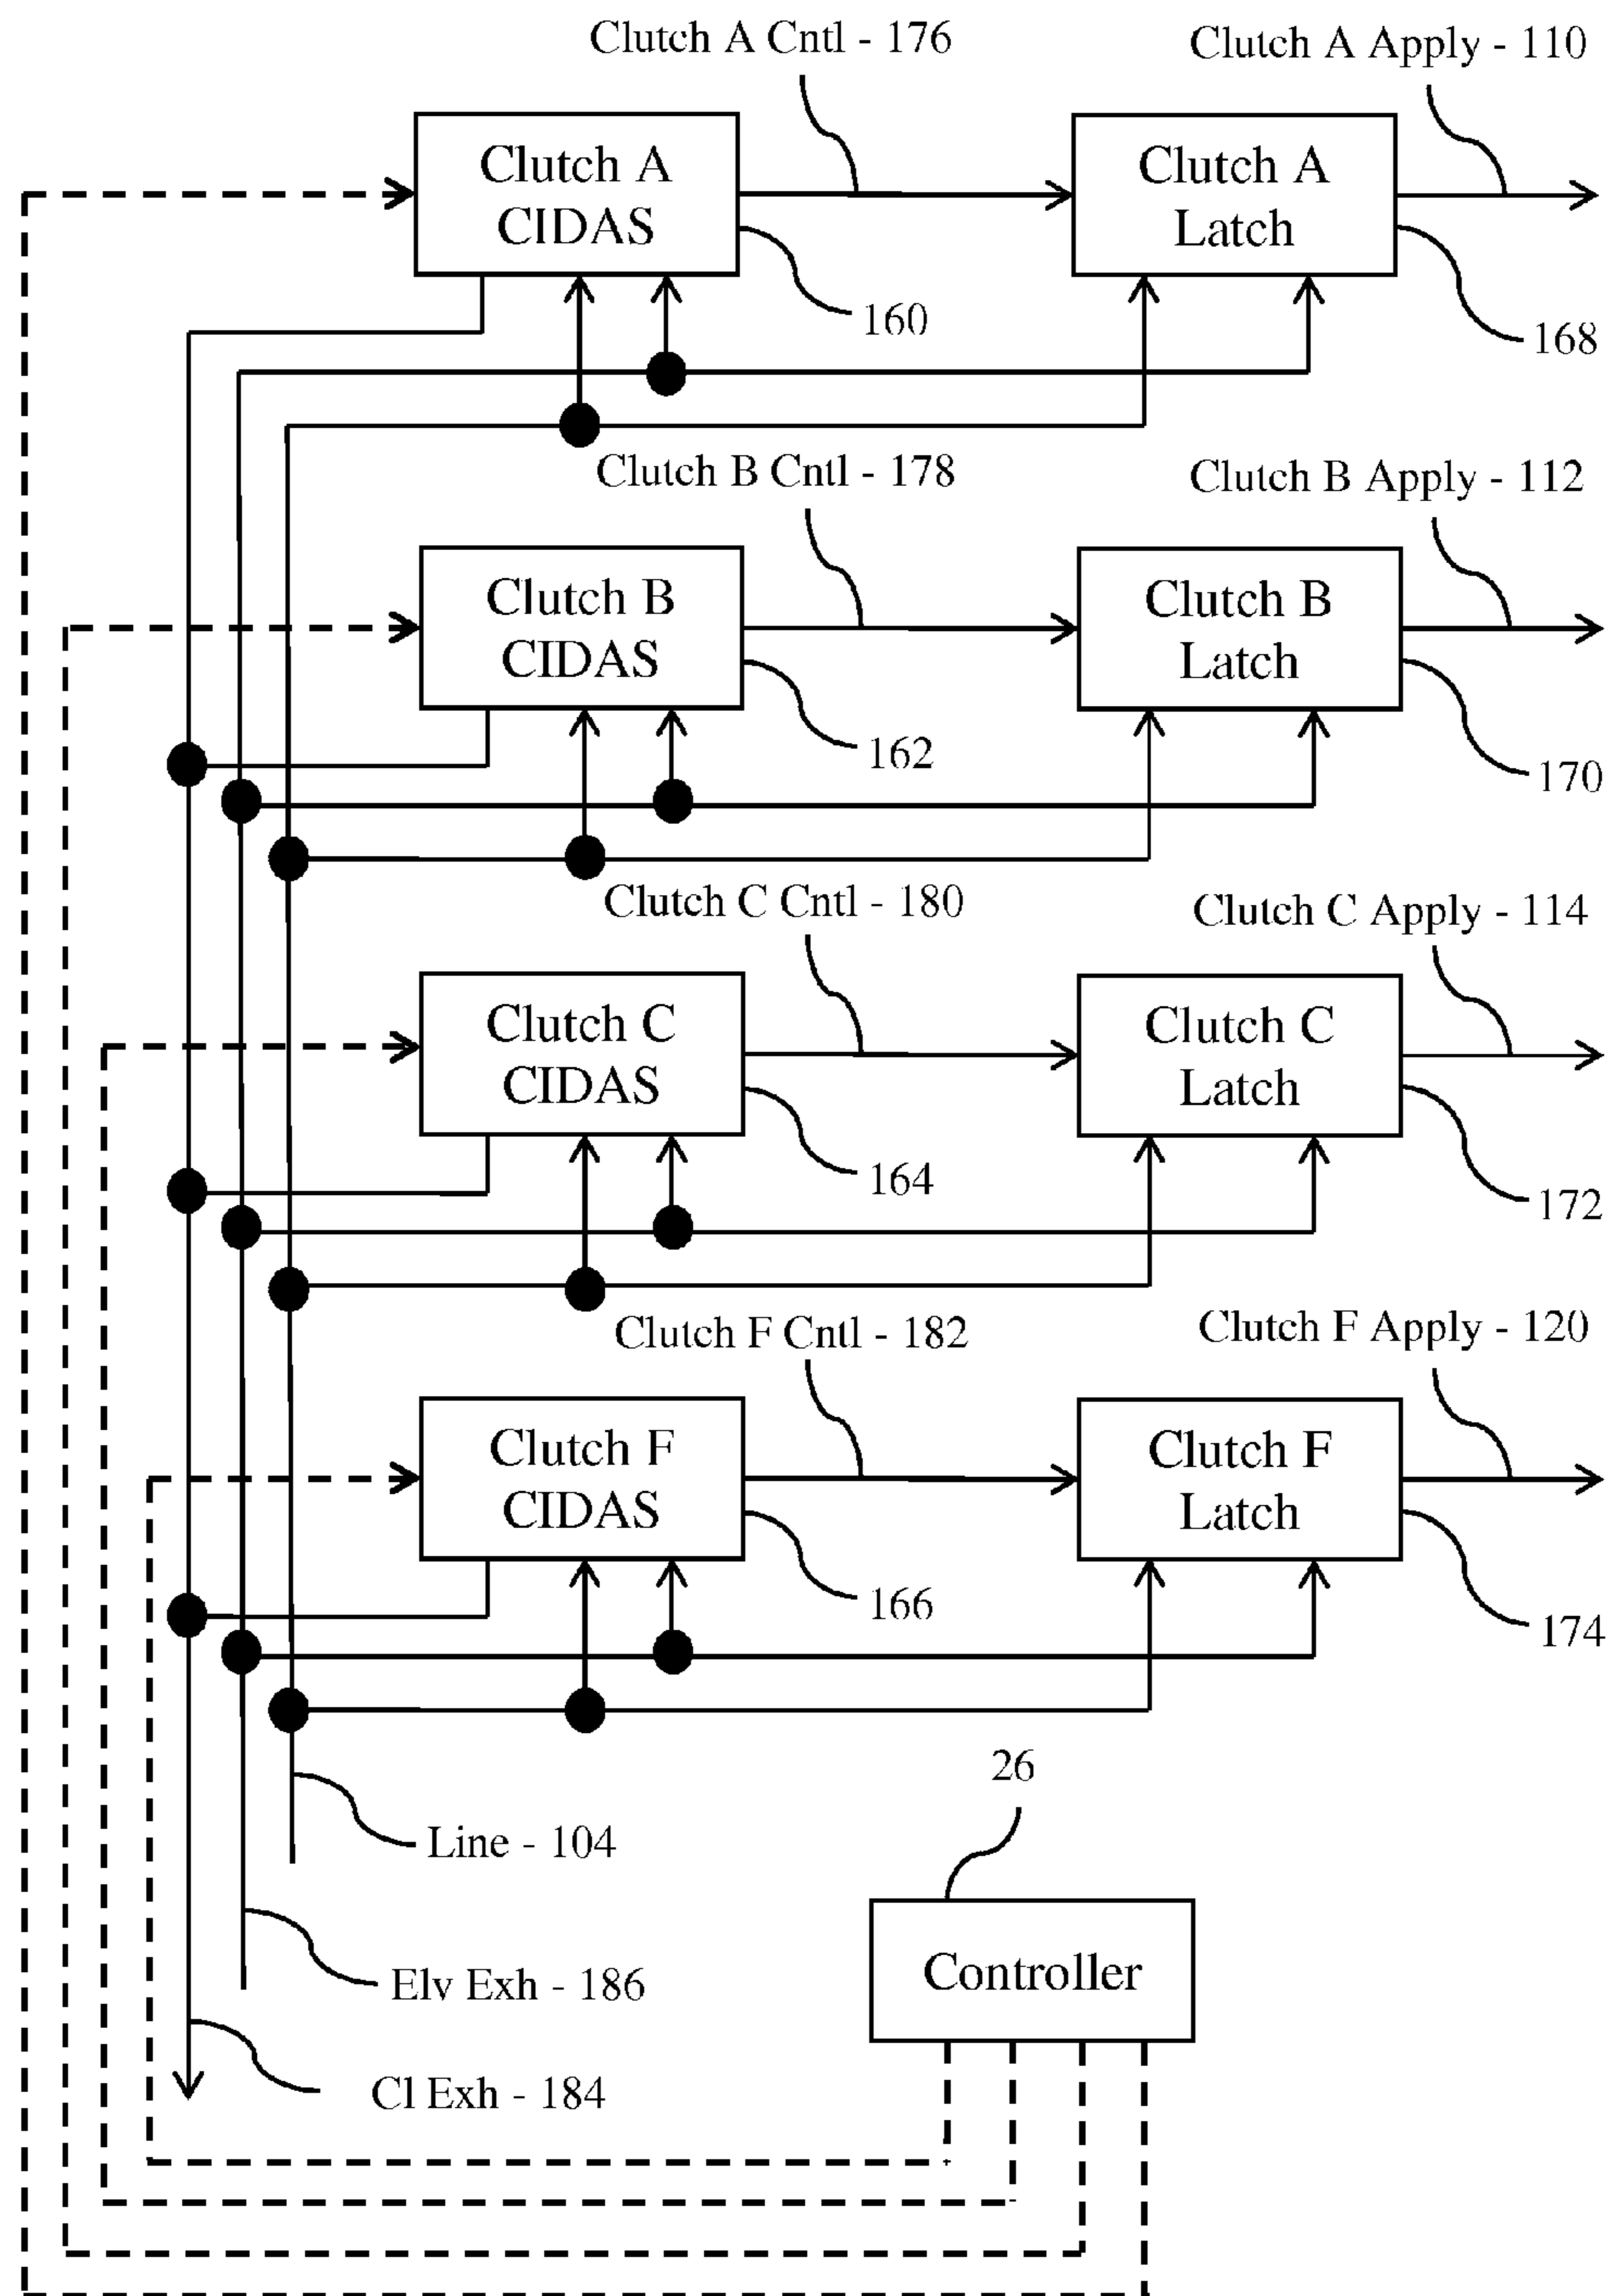 Clutch A Cntl - 176
Clutch A Apply - 110
Clutch A
CIDAS
Clutch A
Latch
160
168
Clutch B Cntl - 178
Clutch B Apply - 112
Clutch B
CIDAS
Clutch B
Latch
162
170
Clutch C Cntl - 180
Clutch C Apply - 114
Clutch C
CIDAS
Clutch C
Latch
164
172
Clutch F Cntl - 182
Clutch F Apply - 120
Clutch F
CIDAS
Clutch F
Latch
166
174
26
Line - 104
Controller
Elv Exh - 186
Cl Exh - 184